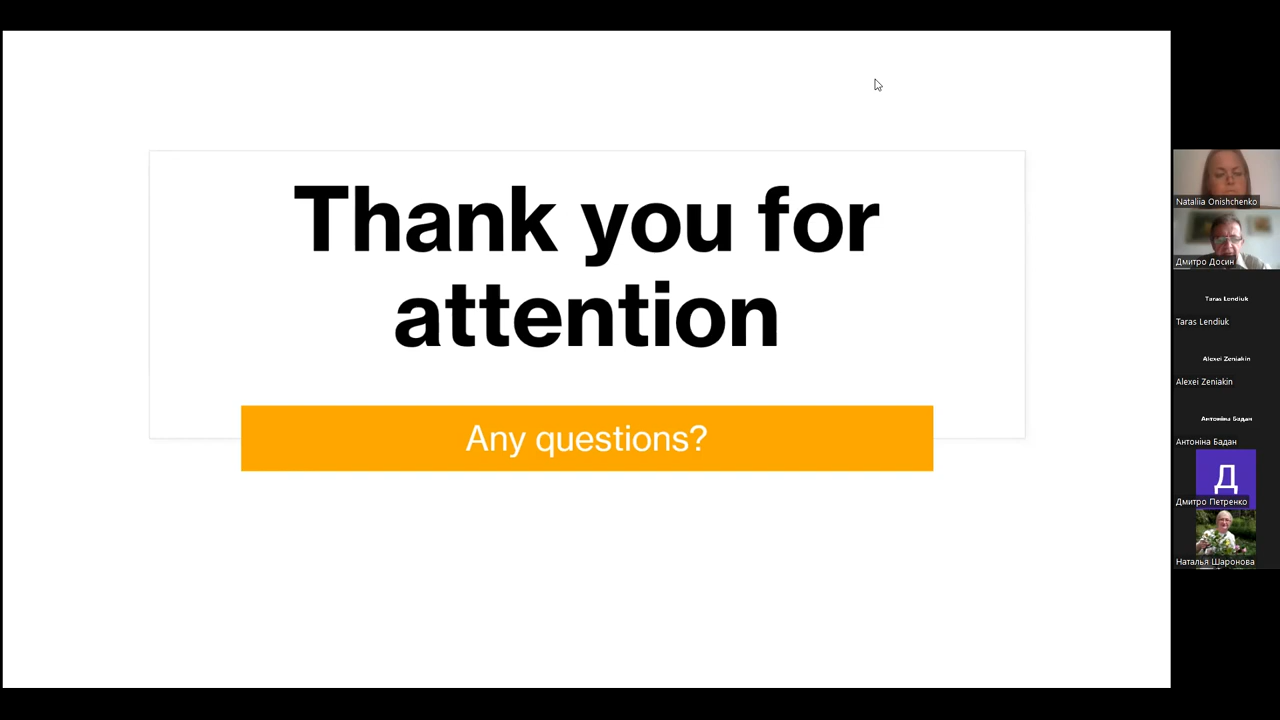 Thank you for
attention
Any questions?
Nataliia Onishchenko
Дмитро Досин
Taras Lendiuk
Taras Lendiuk
Alexei Zeniakin
Alexei Zeniakin
Антоніна Бадан
Антоніна Бадан
Д
Дмитро Петренко
Наталья Шаронова